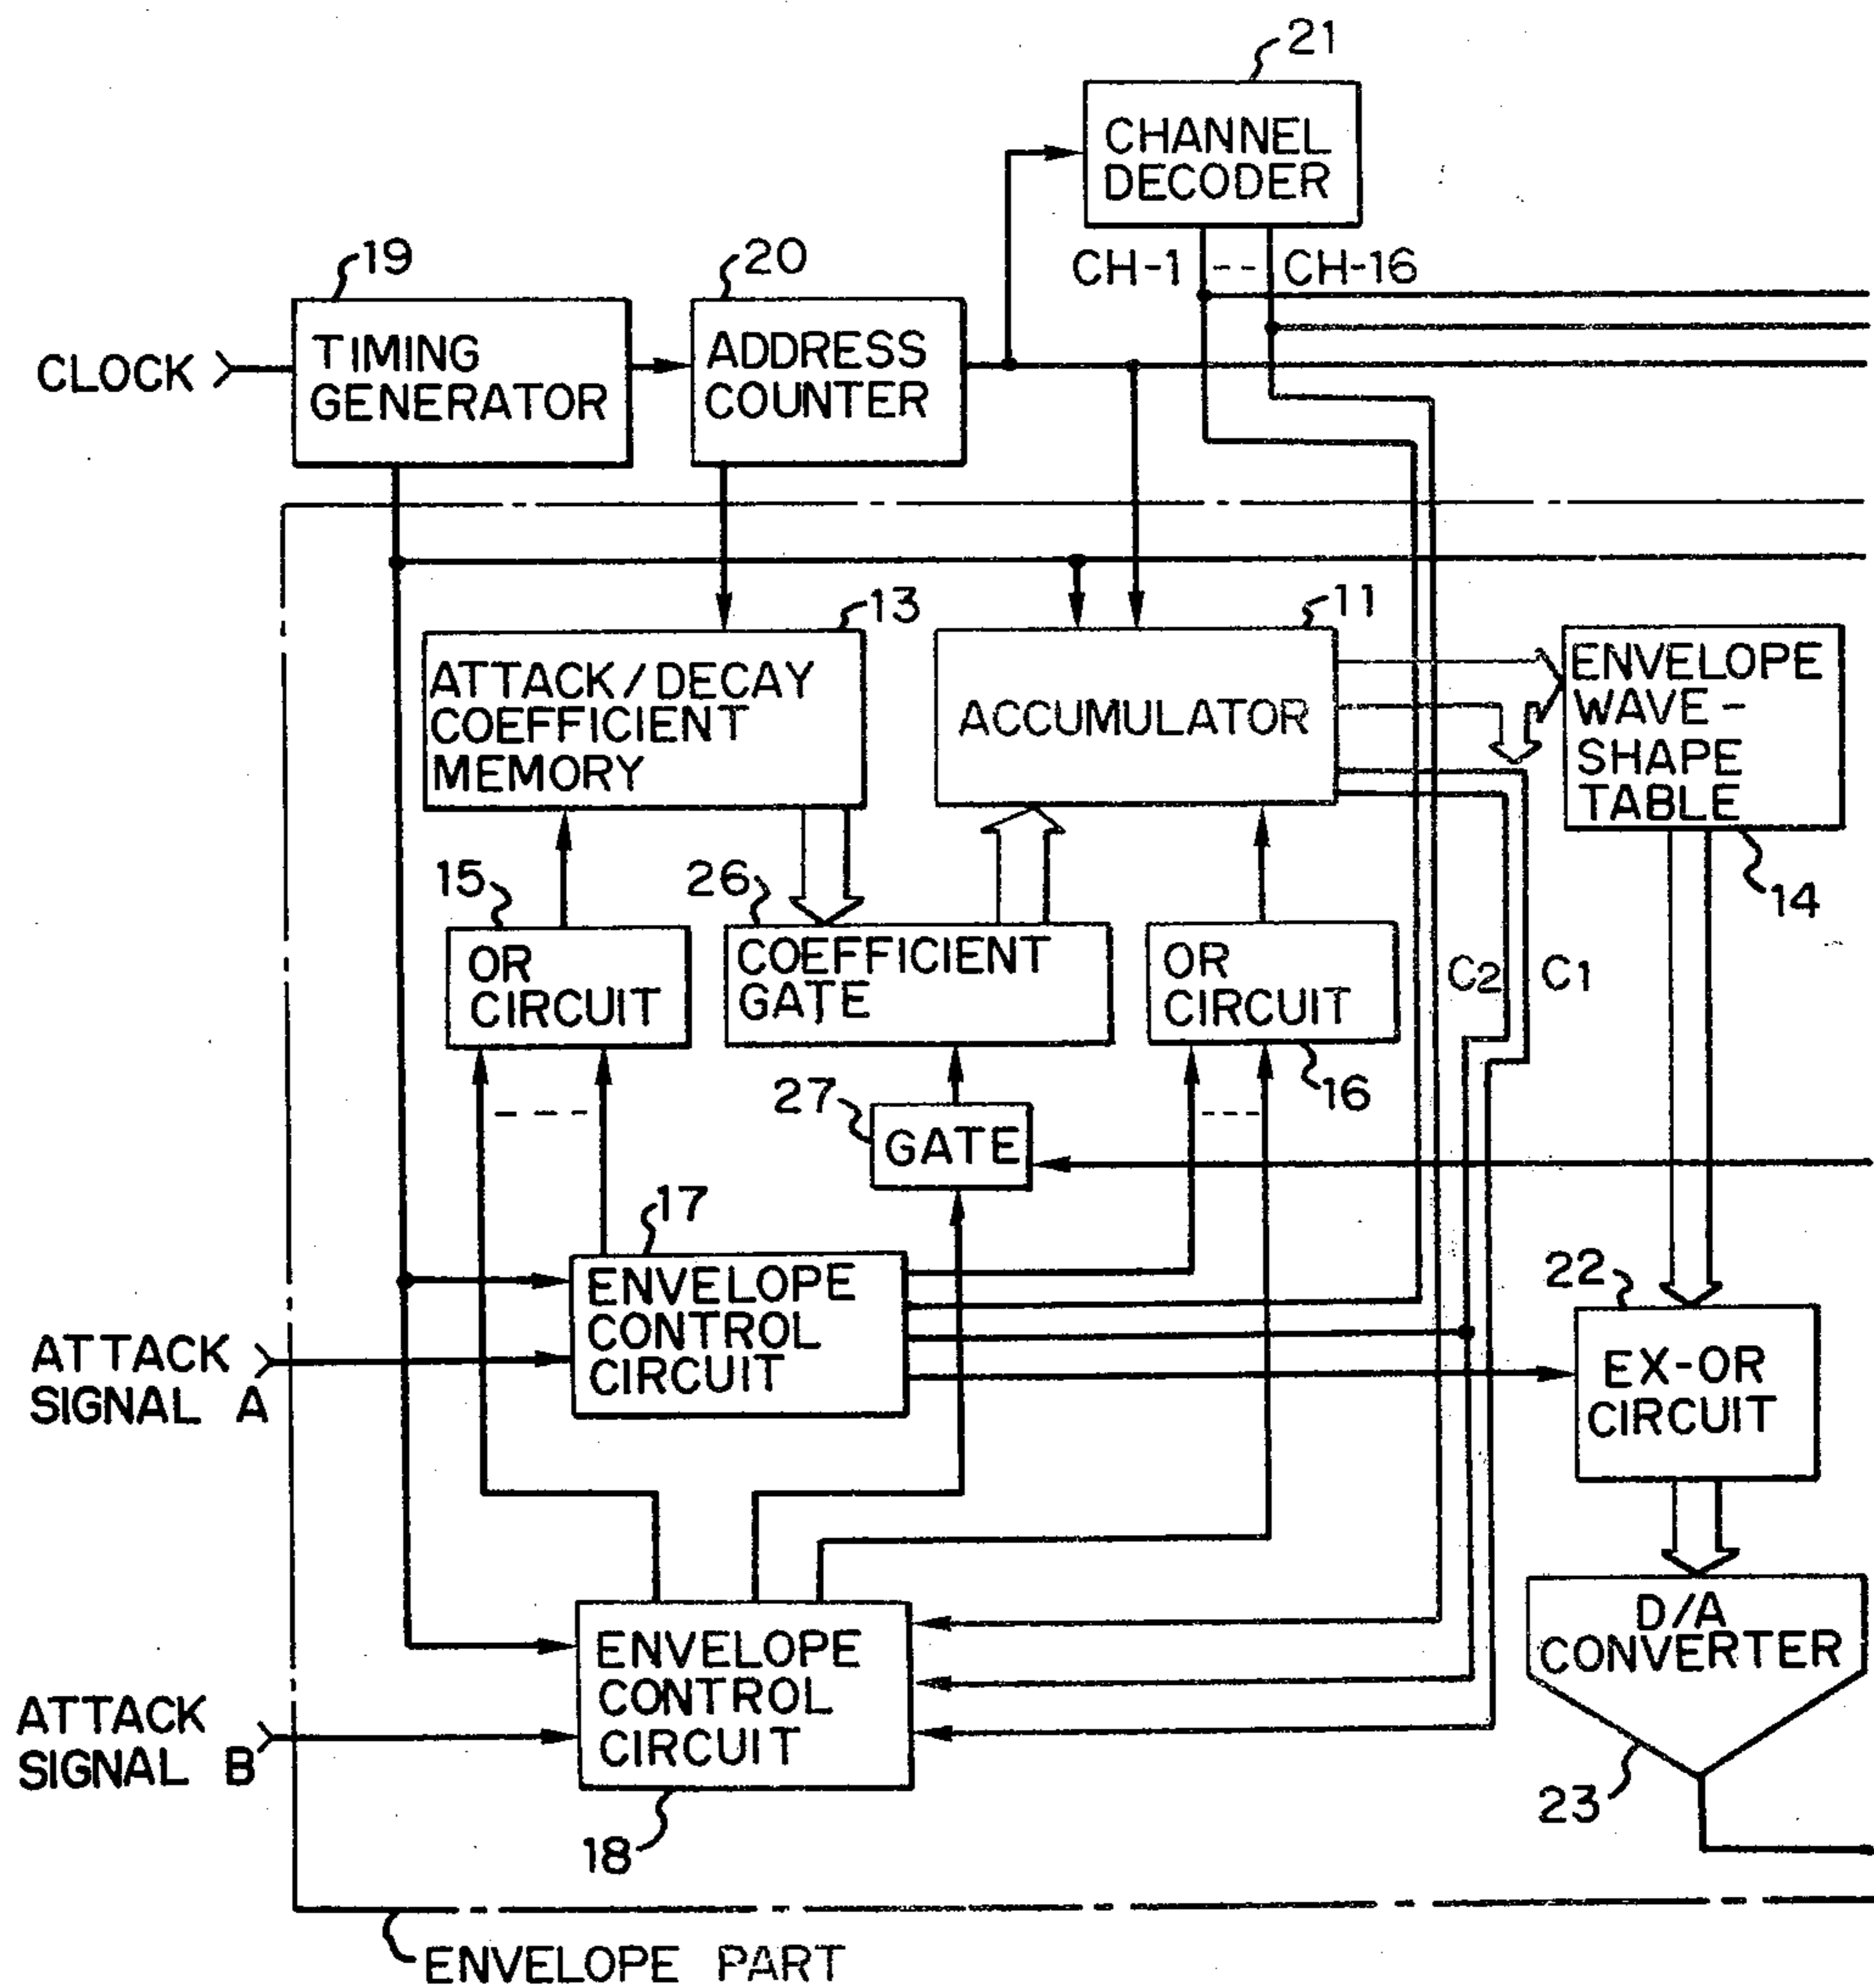 21
CHANNEL
DECODER
CH-1 -- CH-16
19
20
CLOCK
TIMING
GENERATOR
ADDRESS
COUNTER
13
11
ATTACK/DECAY
COEFFICIENT
MEMORY
ACCUMULATOR
ENVELOPE
WAVE-
SHAPE
TABLE
14
15
26
OR
CIRCUIT
COEFFICIENT
GATE
OR
CIRCUIT
C2
C1
16
27
GATE
17
ENVELOPE
CONTROL
CIRCUIT
22
ATTACK
SIGNAL A
EX-OR
CIRCUIT
ENVELOPE
CONTROL
CIRCUIT
D/A
CONVERTER
ATTACK
SIGNAL B
18
23
ENVELOPE PART